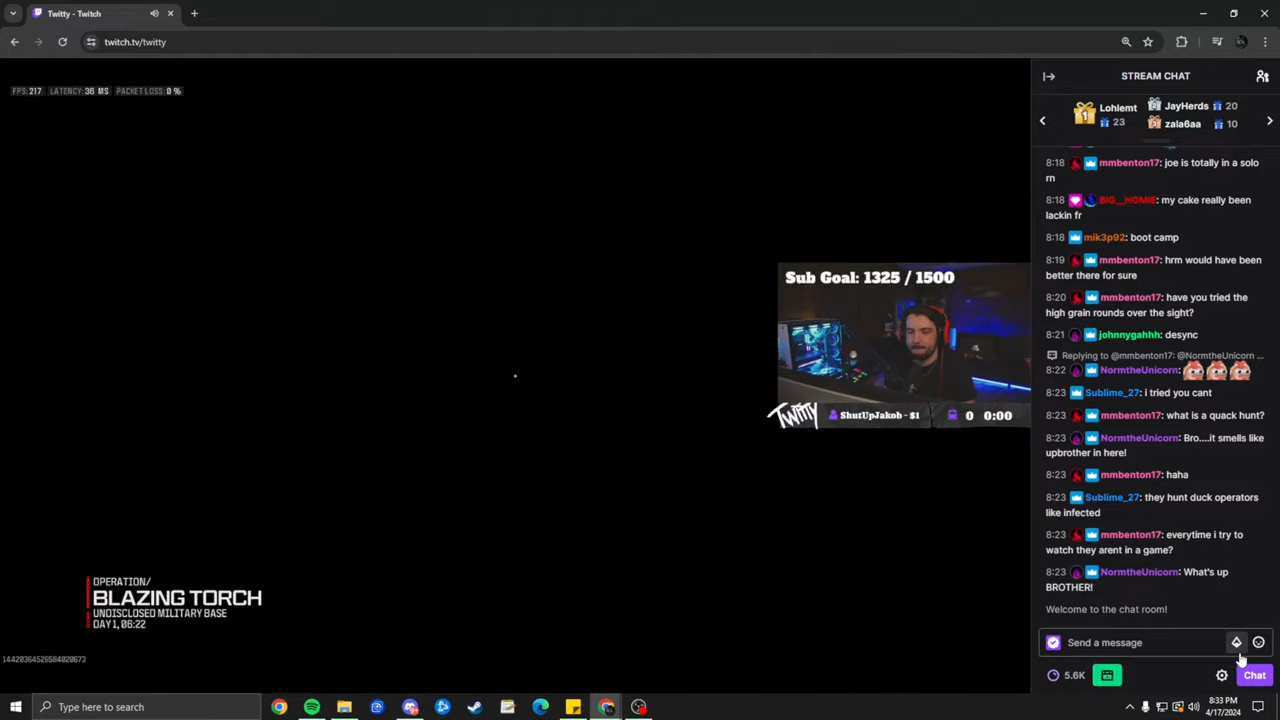 Twitty - Twitch
twitch.tv/twitty
FPS: 217 LATENCY: 36 MS PACKET LOSS: 0 %
STREAM CHAT
1 Lohlemt
23
2 JayHerds 20
3 zala6aa 10
8:18 mmbenton17: joe is totally in a solo
rn
8:18 BIG__HOMIE: my cake really been
lackin fr
8:18 mik3p92: boot camp
8:19 mmbenton17: hrm would have been
better there for sure
8:20 mmbenton17: have you tried the
high grain rounds over the sight?
8:21 johnnygahhh: desync
Replying to @mmbenton17: @NormtheUnicorn ...
8:22 NormtheUnicorn:
8:23 Sublime_27: i tried you cant
8:23 mmbenton17: what is a quack hunt?
8:23 NormtheUnicorn: Bro....it smells like
upbrother in here!
8:23 mmbenton17: haha
8:23 Sublime_27: they hunt duck operators
like infected
8:23 mmbenton17: everytime i try to
watch they arent in a game?
8:23 NormtheUnicorn: What's up
BROTHER!
Welcome to the chat room!
Send a message
5.6K
Chat
Sub Goal: 1325 / 1500
TWITTY ShutUpJakob - $1 0 0:00
OPERATION/
BLAZING TORCH
UNDISCLOSED MILITARY BASE
DAY 1, 06:22
Type here to search
8:33 PM
4/17/2024